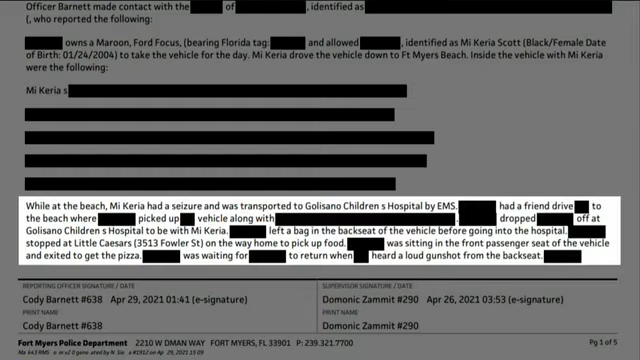 Officer Barnett made contact with the of , identified as
(, who reported the following:
owns a Maroon, Ford Focus, (bearing Florida tag: and allowed , identified as Mi Keria Scott (Black/Female Date
of Birth: 01/24/2004) to take the vehicle for the day. Mi Keria drove the vehicle down to Ft Myers Beach. Inside the vehicle with Mi Keria
were the following:
Mi Keria s
While at the beach, Mi Keria had a seizure and was transported to Golisano Children s Hospital by EMS. had a friend drive to
the beach where picked up vehicle along with . dropped off at
Golisano Children s Hospital to be with Mi Keria. left a bag in the backseat of the vehicle before going into the hospital.
stopped at Little Caesars (3513 Fowler St) on the way home to pick up food. was sitting in the front passenger seat of the vehicle
and exited to get the pizza. was waiting for to return when heard a loud gunshot from the backseat.
REPORTING OFFICER SIGNATURE / DATE
SUPERVISOR SIGNATURE / DATE
Cody Barnett #638 Apr 29, 2021 01:41 (e-signature)
Domonic Zammit #290 Apr 26, 2021 03:53 (e-signature)
PRINT NAME
PRINT NAME
Cody Barnett #638
Domonic Zammit #290
Fort Myers Police Department 2210 W DMAN WAY FORT MYERS, FL 33901 P: 239.321.7700
Pg 1 of 5
RMS 2021 15 09